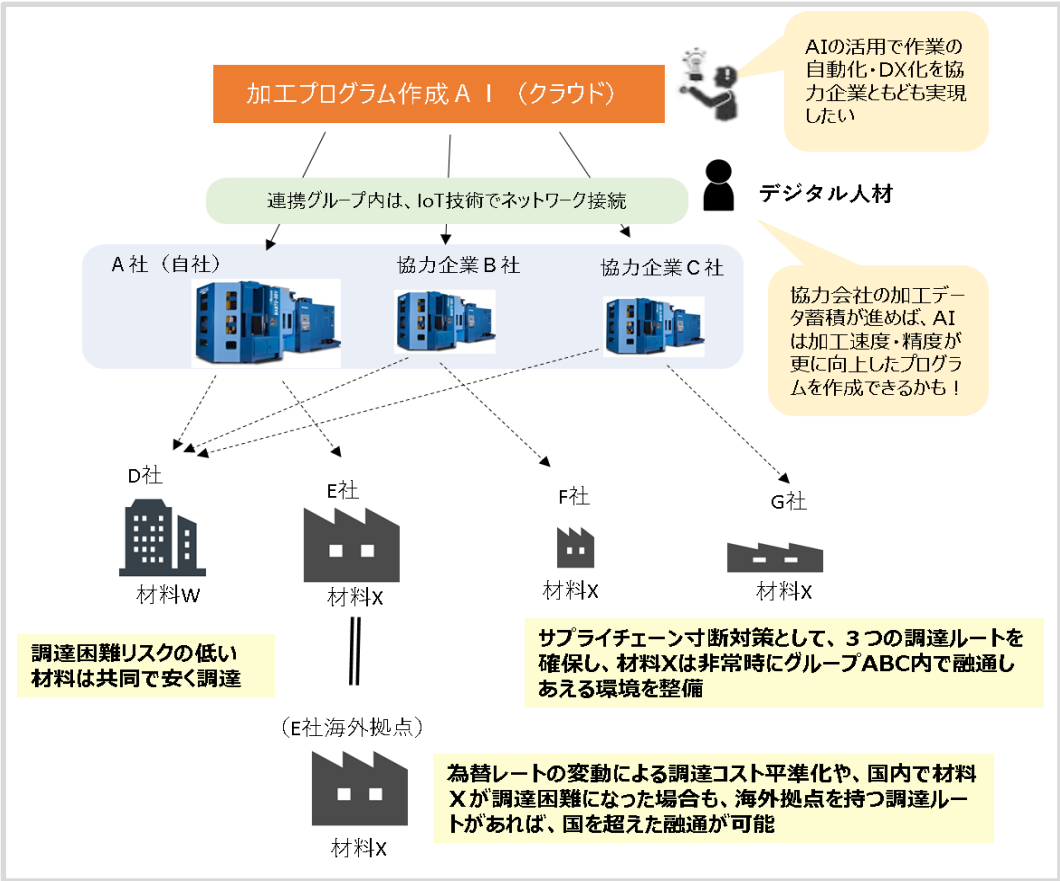 AIの活用で作業の
自動化・DX化を協
力企業ともども実現
したい
加工プログラム作成ＡＩ（クラウド）
連携グループ内は、IoT技術でネットワーク接続
デジタル人材
A社（自社）
協力企業B社
協力企業C社
協力会社の加工デー
タ蓄積が進めば、AI
は加工速度・精度が
更に向上したプログラ
ムを作成できるかも！
D社
E社
F社
G社
材料W
材料X
材料X
材料X
調達困難リスクの低い
材料は共同で安く調達
サプライチェーン寸断対策として、３つの調達ルートを
確保し、材料Xは非常時にグループABC内で融通し
あえる環境を整備
（E社海外拠点）
材料X
為替レートの変動による調達コスト平準化や、国内で材料
Xが調達困難になった場合も、海外拠点を持つ調達ルー
トがあれば、国を超えた融通が可能